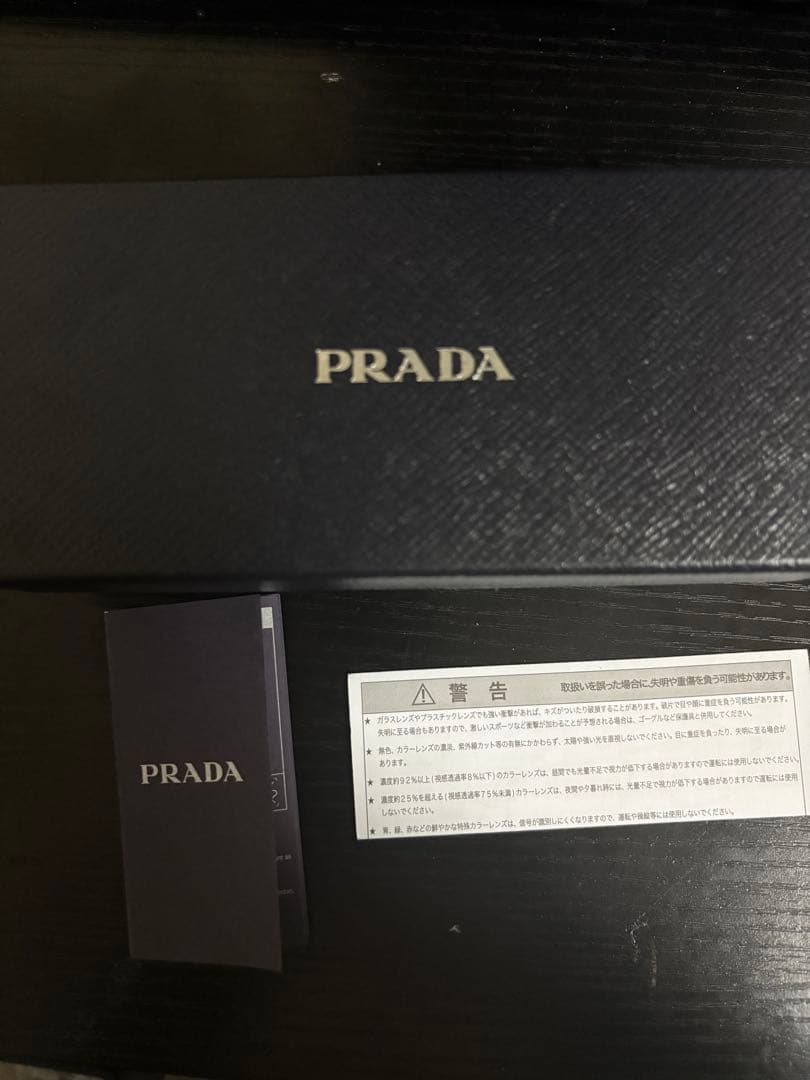 PRADA
PRADA
警告 取扱いを誤った場合に、失明や重傷を負う可能性があります。
★ ガラスレンズやプラスチックレンズでも強い衝撃があれば、キズがついたり破損することがあります。破片で目や顔に重症を負う可能性があります。
失明に至る場合もありますので、激しいスポーツなど衝撃が加わることが予想される場合は、ゴーグルなど保護具と併用してください。
★ 無色、カラーレンズの濃淡、紫外線カット等の有無にかかわらず、太陽や強い光を直視しないでください。目に重症を負ったり、失明に至る場合が
あります。
★ 濃度約92%以上(視感透過率8%以下)のカラーレンズは、昼間でも光量不足で視力が低下する場合がありますので運転には使用しないでください。
★ 濃度約25%を超える(視感透過率75%未満)カラーレンズは、夜間や夕暮れ時には、光量不足で視力が低下する場合がありますので運転には使用
しないでください。
★ 青、緑、赤などの鮮やかな特殊カラーレンズは、信号が識別しにくくなりますので、運転や操縦等には使用しないでください。